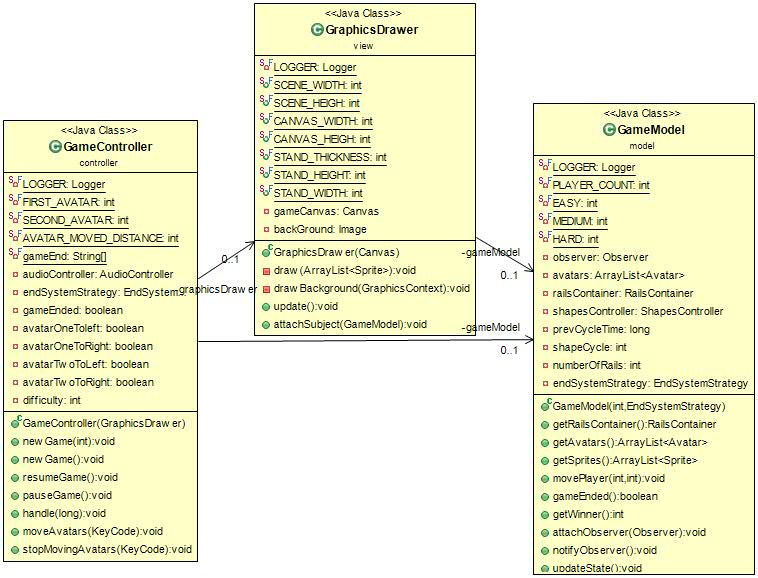 <<Java Class>>
GraphicsDrawer
view
LOGGER: Logger
SCENE_WIDTH: int
SCENE_HEIGH: int
CANVAS_WIDTH: int
CANVAS_HEIGH: int
STAND_THICKNESS: int
STAND_HEIGHT: int
STAND_WIDTH: int
gameCanvas: Canvas
backGround: Image
GraphicsDrawer(Canvas)
draw(ArrayList<Sprite>):void
drawBackground(GraphicsContext):void
update():void
attachSubject(GameModel):void
<<Java Class>>
GameController
controller
LOGGER: Logger
FIRST_AVATAR: int
SECOND_AVATAR: int
AVATAR_MOVED_DISTANCE: int
gameEnd: String[]
audioController: AudioController
endSystemStrategy: EndSystem
gameEnded: boolean
avatarOneToleft: boolean
avatarOneToRight: boolean
avatarTwoToLeft: boolean
avatarTwoToRight: boolean
difficulty: int
GameController(GraphicsDrawer)
newGame(int):void
newGame():void
resumeGame():void
pauseGame():void
handle(long):void
moveAvatars(KeyCode):void
stopMovingAvatars(KeyCode):void
0..1
graphicsDrawer
-gameModel
0..1
-gameModel
0..1
<<Java Class>>
GameModel
model
LOGGER: Logger
PLAYER_COUNT: int
EASY: int
MEDIUM: int
HARD: int
observer: Observer
avatars: ArrayList<Avatar>
railsContainer: RailsContainer
shapesController: ShapesController
prevCycleTime: long
shapeCycle: int
numberOfRails: int
endSystemStrategy: EndSystemStrategy
GameModel(int,EndSystemStrategy)
getRailsContainer():RailsContainer
getAvatars():ArrayList<Avatar>
getSprites():ArrayList<Sprite>
movePlayer(int,int):void
gameEnded():boolean
getWinner():int
attachObserver(Observer):void
notifyObserver():void
updateState():void